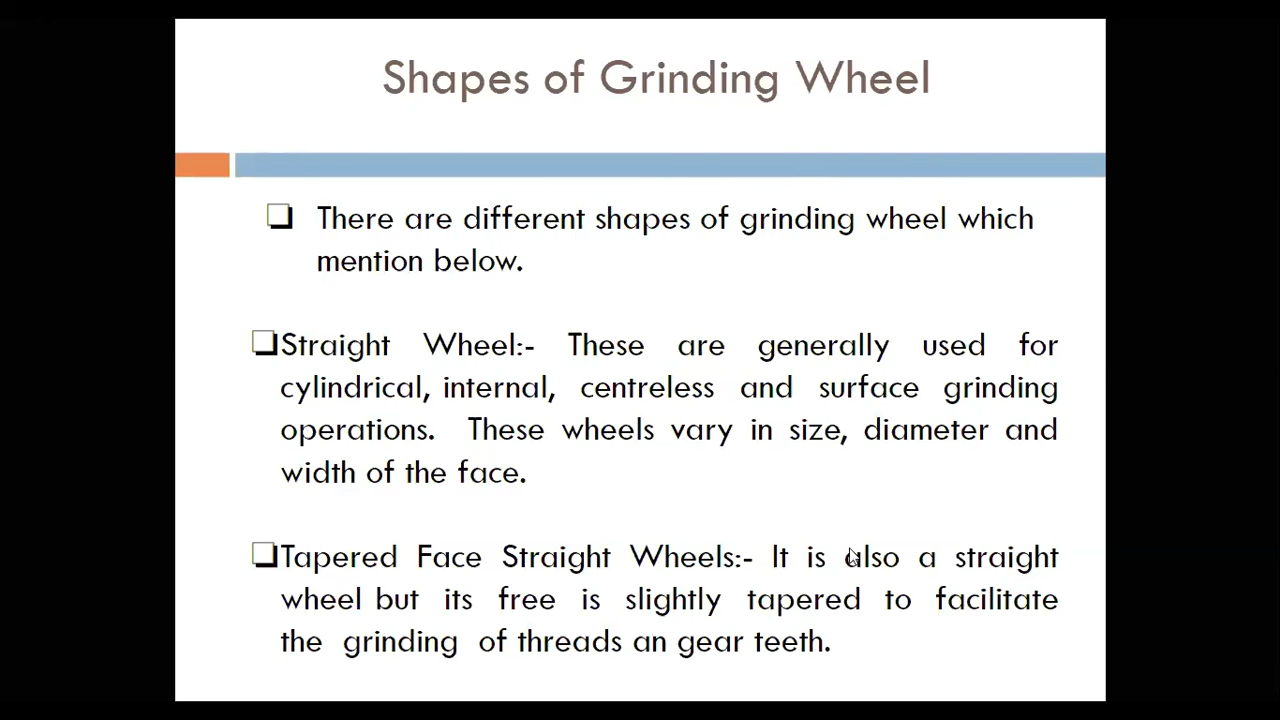 Shapes of Grinding Wheel
There are different shapes of grinding wheel which
mention below.
Straight Wheel:- These are generally used for
cylindrical, internal, centreless and surface grinding
operations. These wheels vary in size, diameter and
width of the face.
Tapered Face Straight Wheels:- It is also a straight
wheel but its free is slightly tapered to facilitate
the grinding of threads an gear teeth.